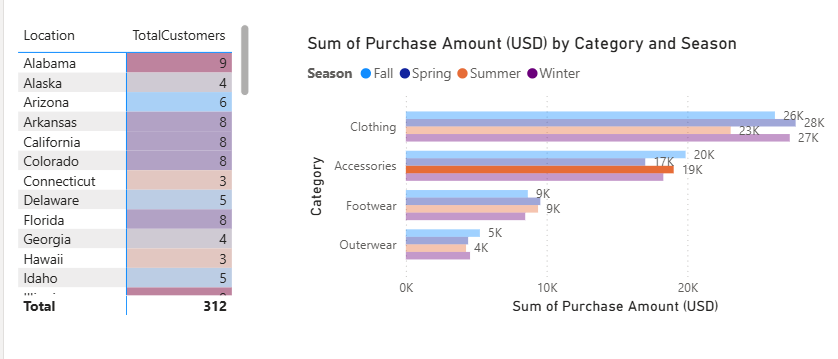 Location TotalCustomers
Alabama 9
Alaska 4
Arizona 6
Arkansas 8
California 8
Colorado 8
Connecticut 3
Delaware 5
Florida 8
Georgia 4
Hawaii 3
Idaho 5
Total 312
Sum of Purchase Amount (USD) by Category and Season
Season Fall Spring Summer Winter
Category
Clothing 26K 28K 23K 27K
Accessories 20K 17K 19K
Footwear 9K 9K
Outerwear 5K 4K
0K 10K 20K
Sum of Purchase Amount (USD)